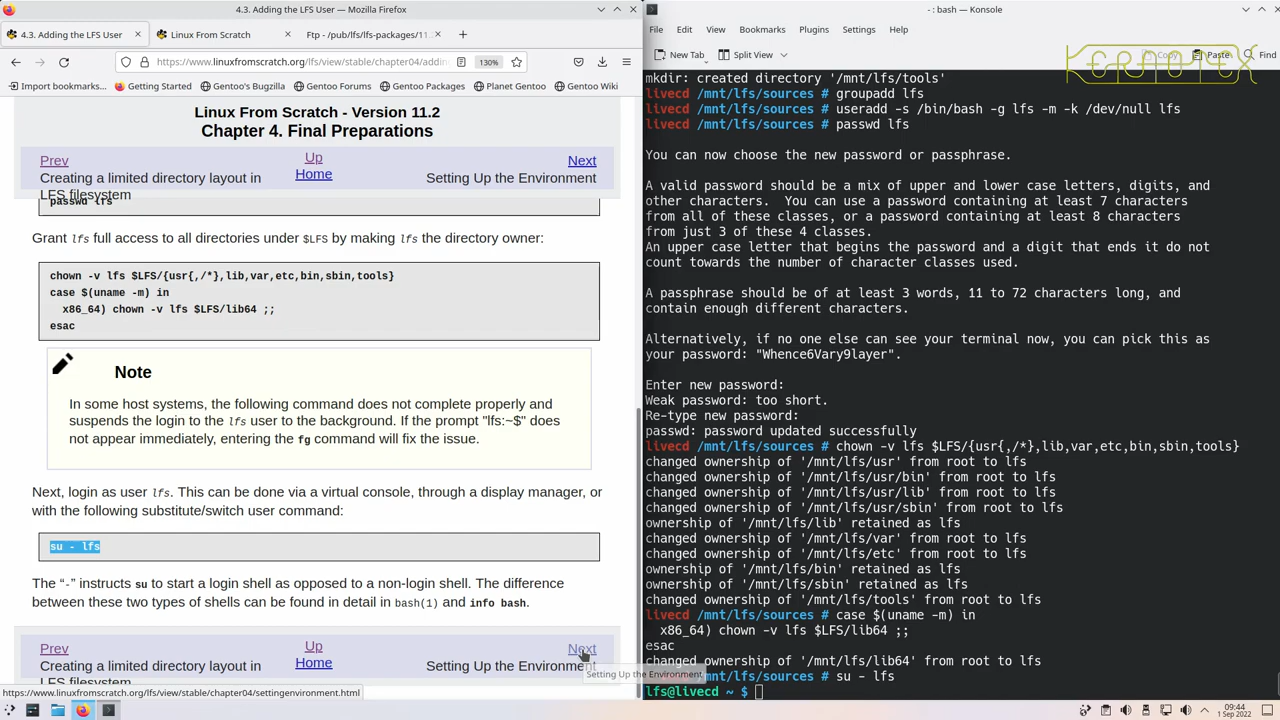 4.3. Adding the LFS User — Mozilla Firefox
4.3. Adding the LFS User
Linux From Scratch
Ftp - /pub/lfs/lfs-packages/11.
https://www.linuxfromscratch.org/lfs/view/stable/chapter04/addin
130%
Import bookmarks...
Getting Started
Gentoo's Bugzilla
Gentoo Forums
Gentoo Packages
Planet Gentoo
Gentoo Wiki
Linux From Scratch - Version 11.2
Chapter 4. Final Preparations
Prev
Up
Next
Creating a limited directory layout in
LFS filesystem
Home
Setting Up the Environment
passwd lfs
Grant lfs full access to all directories under $LFS by making lfs the directory owner:
chown -v lfs $LFS/{usr{,/*},lib,var,etc,bin,sbin,tools}
case $(uname -m) in
x86_64) chown -v lfs $LFS/lib64 ;;
esac
Note
In some host systems, the following command does not complete properly and
suspends the login to the lfs user to the background. If the prompt "lfs:~$" does
not appear immediately, entering the fg command will fix the issue.
Next, login as user lfs. This can be done via a virtual console, through a display manager, or
with the following substitute/switch user command:
su - lfs
The “-” instructs su to start a login shell as opposed to a non-login shell. The difference
between these two types of shells can be found in detail in bash(1) and info bash.
Prev
Up
Next
Creating a limited directory layout in
LFS filesystem
Home
Setting Up the Environment
Setting Up the Environment
https://www.linuxfromscratch.org/lfs/view/stable/chapter04/settingenvironment.html
- : bash — Konsole
File Edit View Bookmarks Plugins Settings Help
New Tab
Split View
Copy
Paste
Find
mkdir: created directory '/mnt/lfs/tools'
livecd /mnt/lfs/sources # groupadd lfs
livecd /mnt/lfs/sources # useradd -s /bin/bash -g lfs -m -k /dev/null lfs
livecd /mnt/lfs/sources # passwd lfs
You can now choose the new password or passphrase.
A valid password should be a mix of upper and lower case letters, digits, and
other characters.  You can use a password containing at least 7 characters
from all of these classes, or a password containing at least 8 characters
from just 3 of these 4 classes.
An upper case letter that begins the password and a digit that ends it do not
count towards the number of character classes used.
A passphrase should be of at least 3 words, 11 to 72 characters long, and
contain enough different characters.
Alternatively, if no one else can see your terminal now, you can pick this as
your password: "Whence6Vary9layer".
Enter new password:
Weak password: too short.
Re-type new password:
passwd: password updated successfully
livecd /mnt/lfs/sources # chown -v lfs $LFS/{usr{,/*},lib,var,etc,bin,sbin,tools}
changed ownership of '/mnt/lfs/usr' from root to lfs
changed ownership of '/mnt/lfs/usr/bin' from root to lfs
changed ownership of '/mnt/lfs/usr/lib' from root to lfs
changed ownership of '/mnt/lfs/usr/sbin' from root to lfs
ownership of '/mnt/lfs/lib' retained as lfs
changed ownership of '/mnt/lfs/var' from root to lfs
changed ownership of '/mnt/lfs/etc' from root to lfs
ownership of '/mnt/lfs/bin' retained as lfs
ownership of '/mnt/lfs/sbin' retained as lfs
changed ownership of '/mnt/lfs/tools' from root to lfs
livecd /mnt/lfs/sources # case $(uname -m) in
x86_64) chown -v lfs $LFS/lib64 ;;
esac
changed ownership of '/mnt/lfs/lib64' from root to lfs
livecd /mnt/lfs/sources # su - lfs
lfs@livecd ~ $
09:44
1 Sep 2022